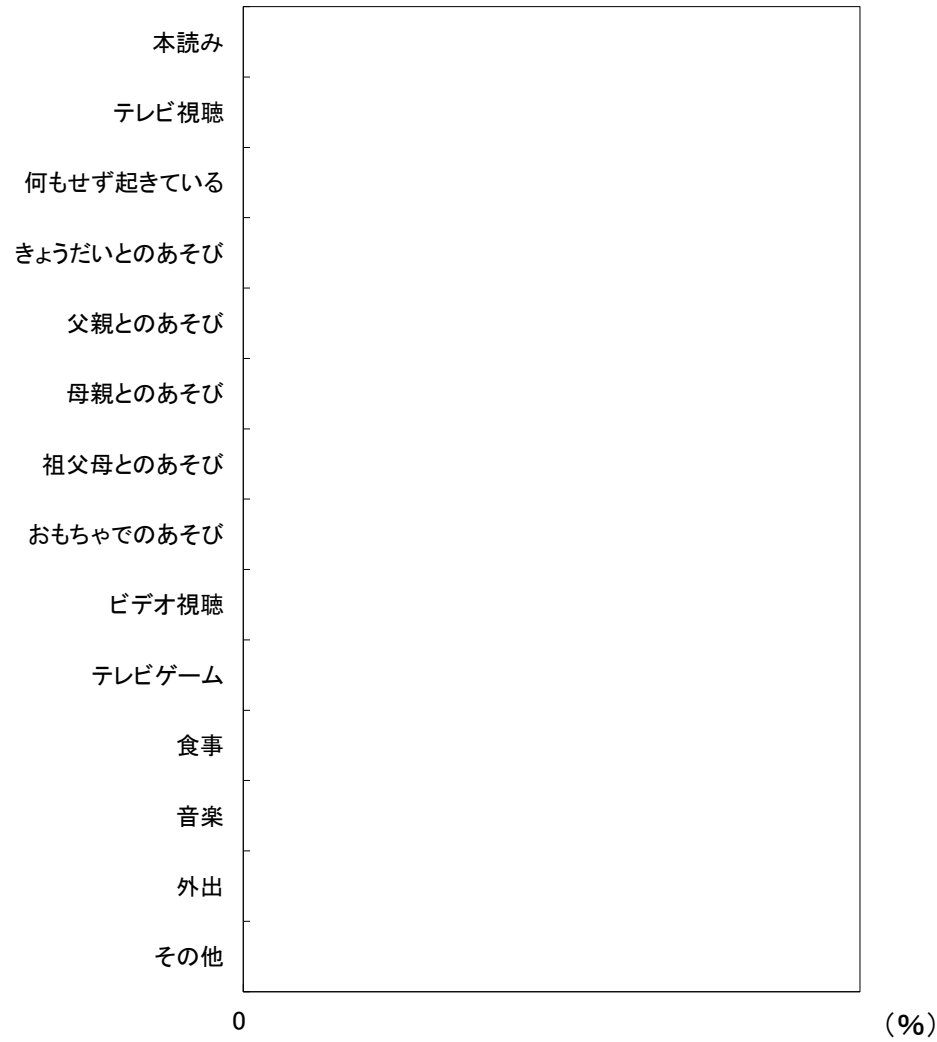 本読み
テレビ視聴
何もせず起きている
きょうだいとのあそび
父親とのあそび
母親とのあそび
祖父母とのあそび
おもちゃでのあそび
ビデオ視聴
テレビゲーム
食事
音楽
外出
その他
0
（%）